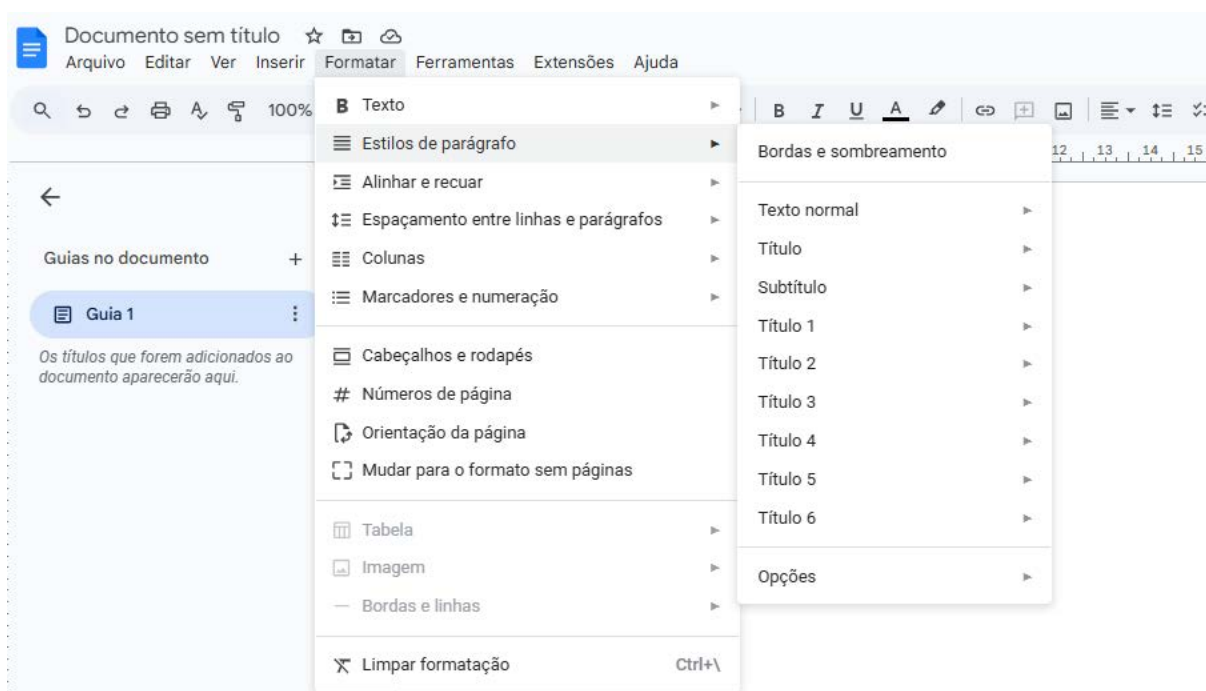 Documento sem título
Arquivo Editar Ver Inserir Formatar Ferramentas Extensões Ajuda
100%
B I U A
12 13 14 15
Guias no documento +
Guia 1
Os títulos que forem adicionados ao
documento aparecerão aqui.
B Texto
Estilos de parágrafo
Alinhar e recuar
Espaçamento entre linhas e parágrafos
Colunas
Marcadores e numeração
Cabeçalhos e rodapés
# Números de página
Orientação da página
Mudar para o formato sem páginas
Tabela
Imagem
Bordas e linhas
Limpar formatação Ctrl+\
Bordas e sombreamento
Texto normal
Título
Subtítulo
Título 1
Título 2
Título 3
Título 4
Título 5
Título 6
Opções